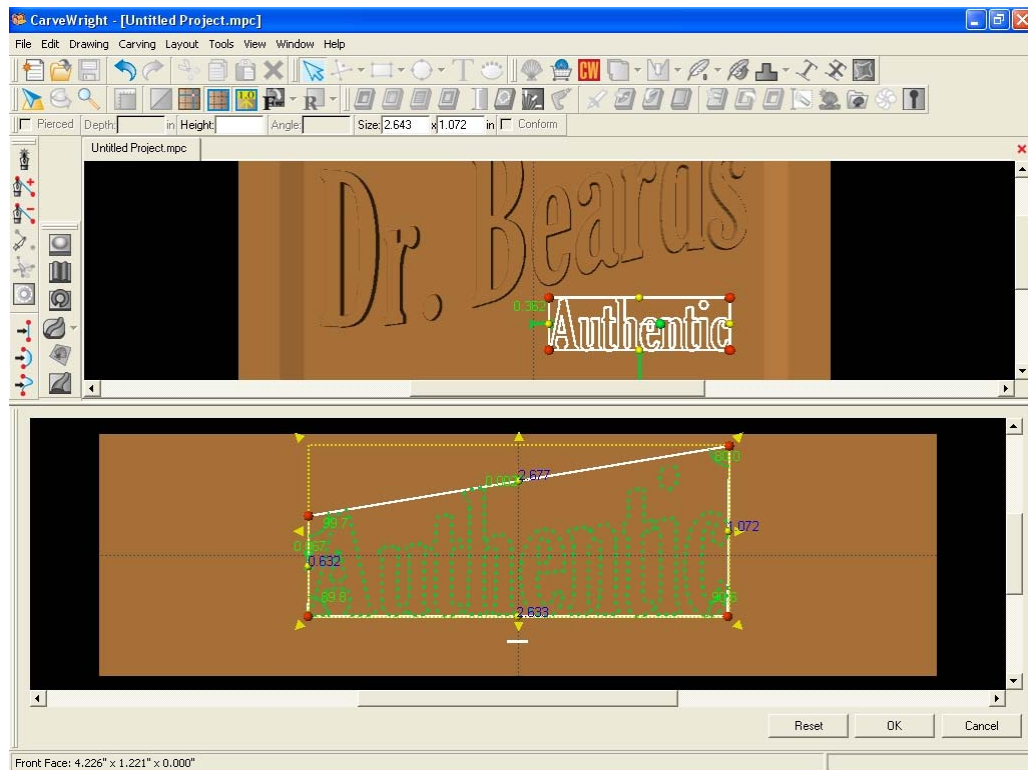 CarveWright - [Untitled Project.mpc]
File Edit Drawing Carving Layout Tools View Window Help
Pierced Depth: in Height: Angle: Size: 2.643 x 1.072 in Conform
Untitled Project.mpc
Dr. Beards
0.362
Authentic
80.0
2.677
99.7
1.072
0.632
89.8
2.633
Authentic
Reset OK Cancel
Front Face: 4.226" x 1.221" x 0.000"